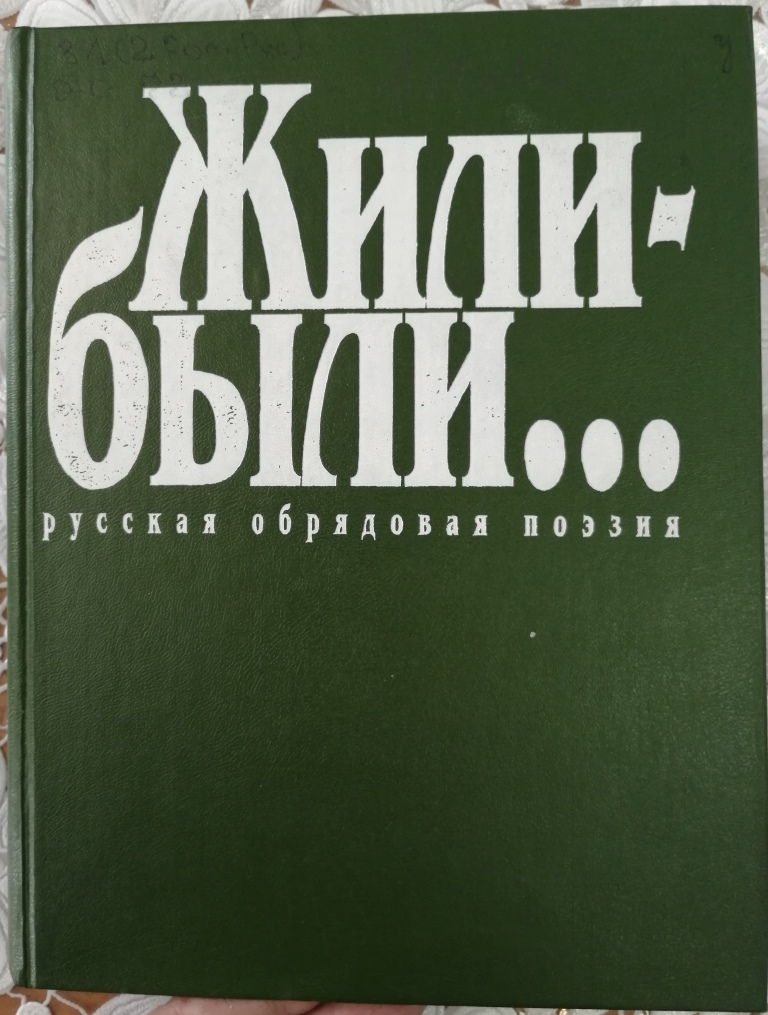 Жили-
были...
русская обрядовая поэзия